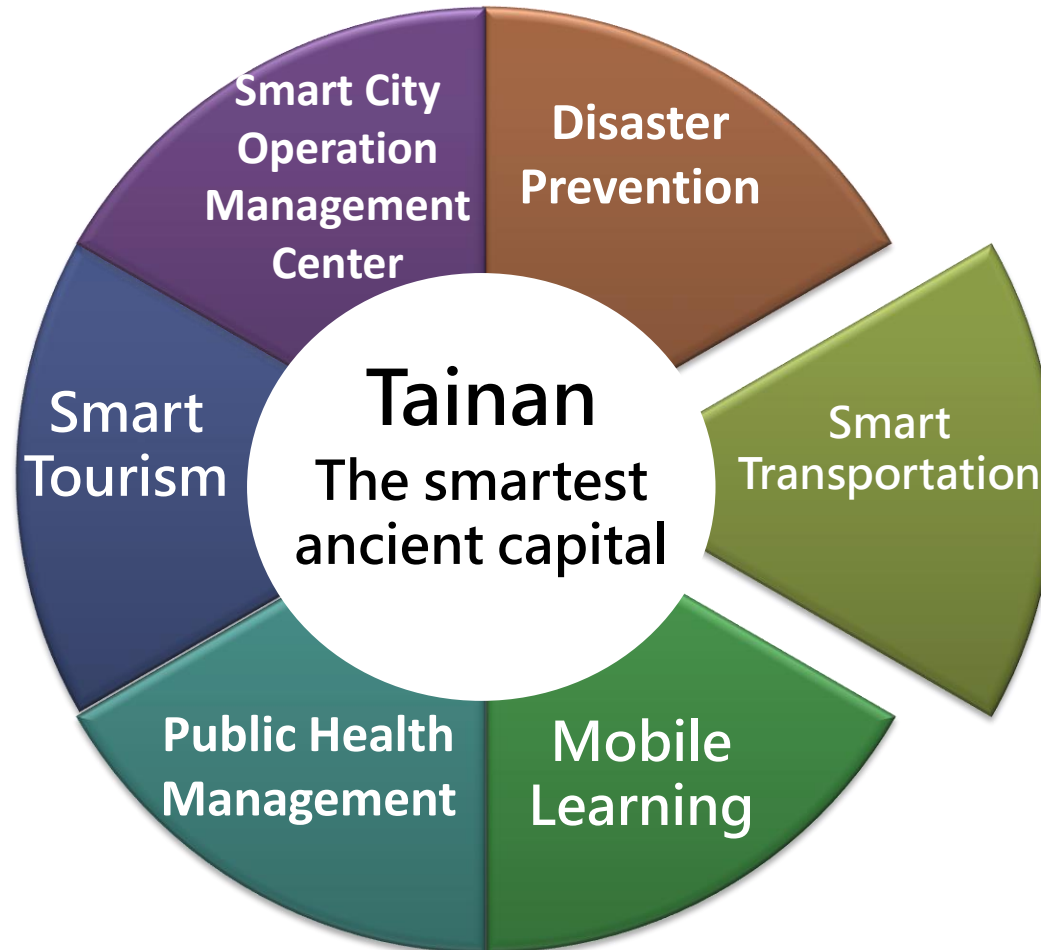 Smart City
Operation
Management
Center
Disaster
Prevention
Smart
Tourism
Tainan
The smartest
ancient capital
Smart
Transportation
Public Health
Management
Mobile
Learning